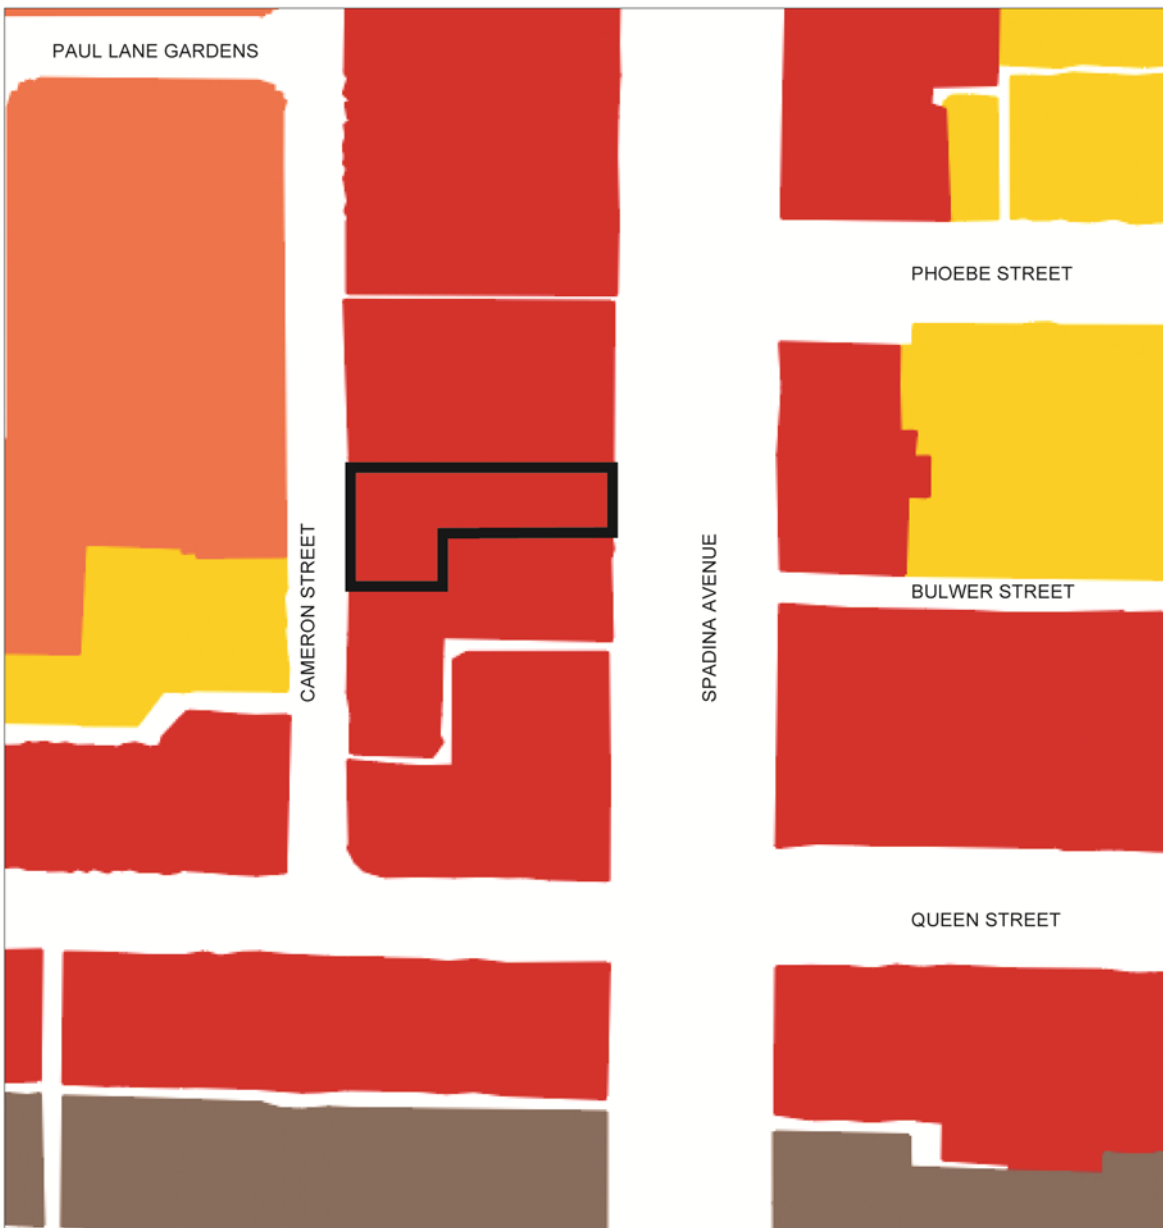 PAUL LANE GARDENS
PHOEBE STREET
CAMERON STREET
SPADINA AVENUE
BULWER STREET
QUEEN STREET